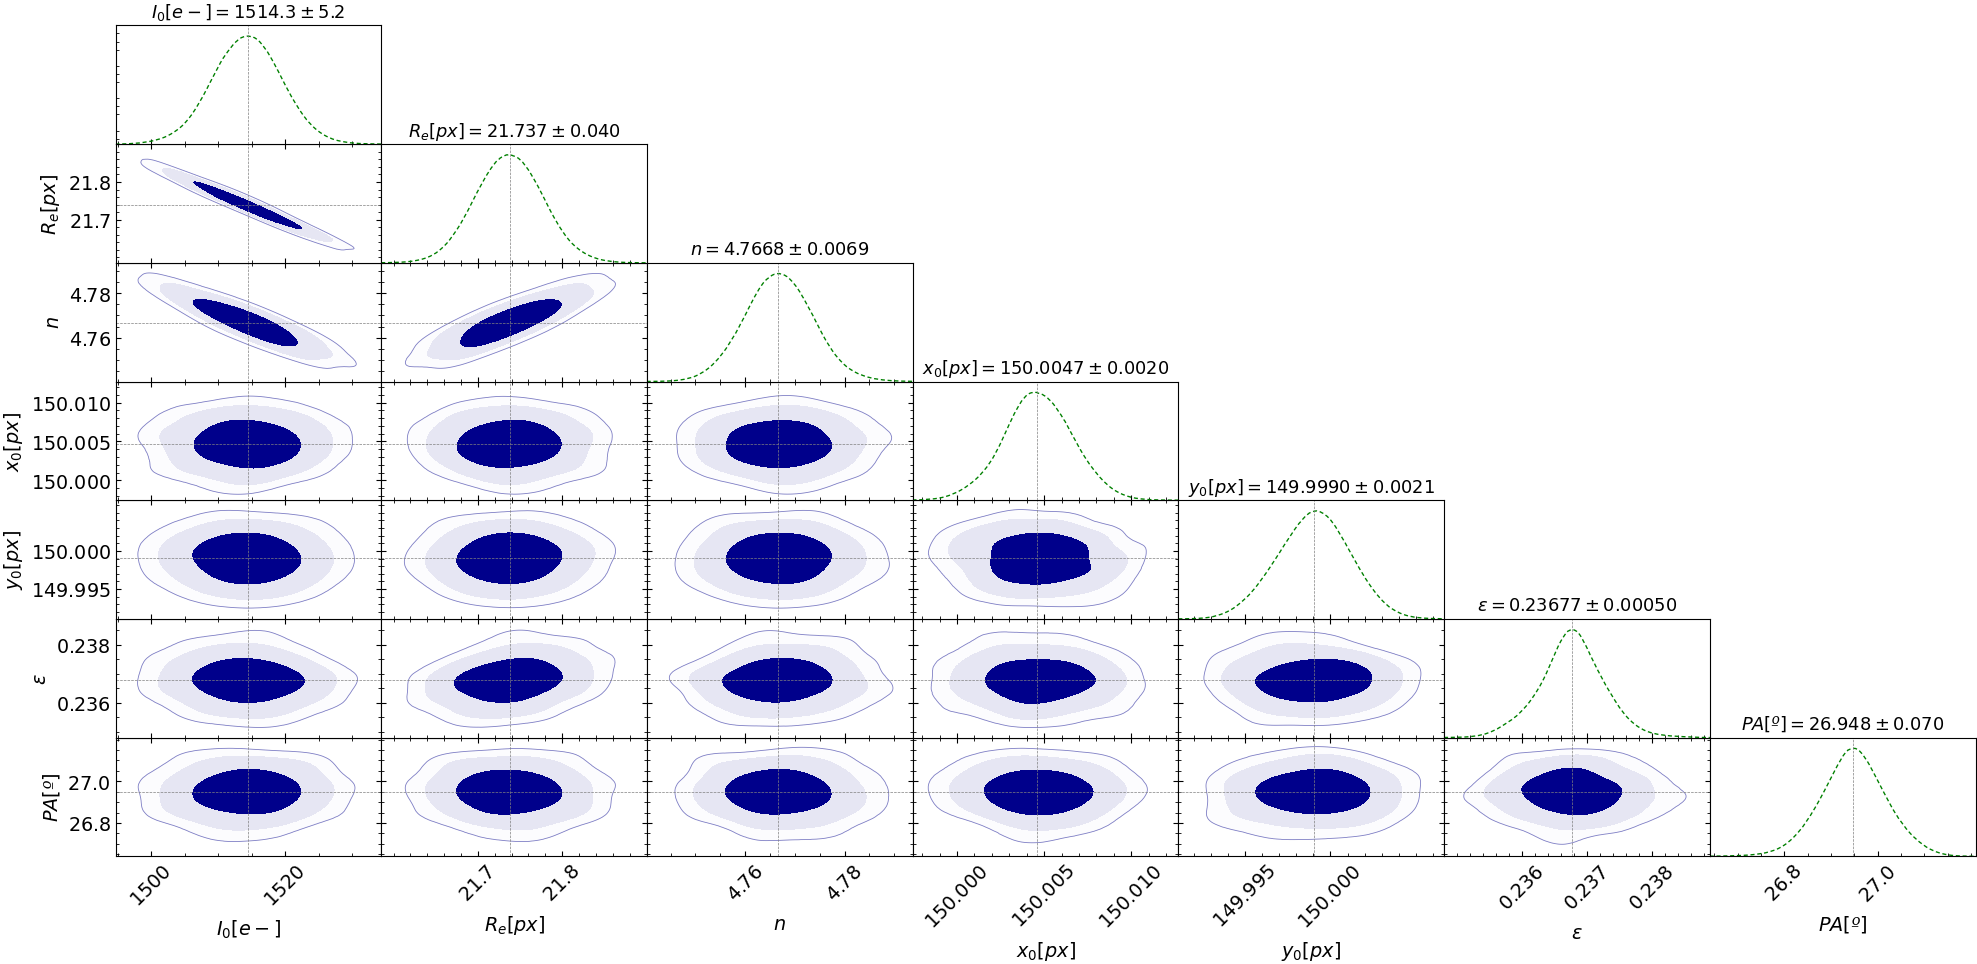 I₀[e−] = 1514.3 ± 5.2
Rₑ[px] = 21.737 ± 0.040
n = 4.7668 ± 0.0069
x₀[px] = 150.0047 ± 0.0020
y₀[px] = 149.9990 ± 0.0021
ε = 0.23677 ± 0.00050
PA[º] = 26.948 ± 0.070
Rₑ[px]
21.8
21.7
n
4.78
4.76
x₀[px]
150.010
150.005
150.000
y₀[px]
150.000
149.995
ε
0.238
0.236
PA[º]
27.0
26.8
1500 1520
I₀[e−]
21.7 21.8
Rₑ[px]
4.76 4.78
n
150.000 150.005 150.010
x₀[px]
149.995 150.000
y₀[px]
0.236 0.237 0.238
ε
26.8 27.0
PA[º]